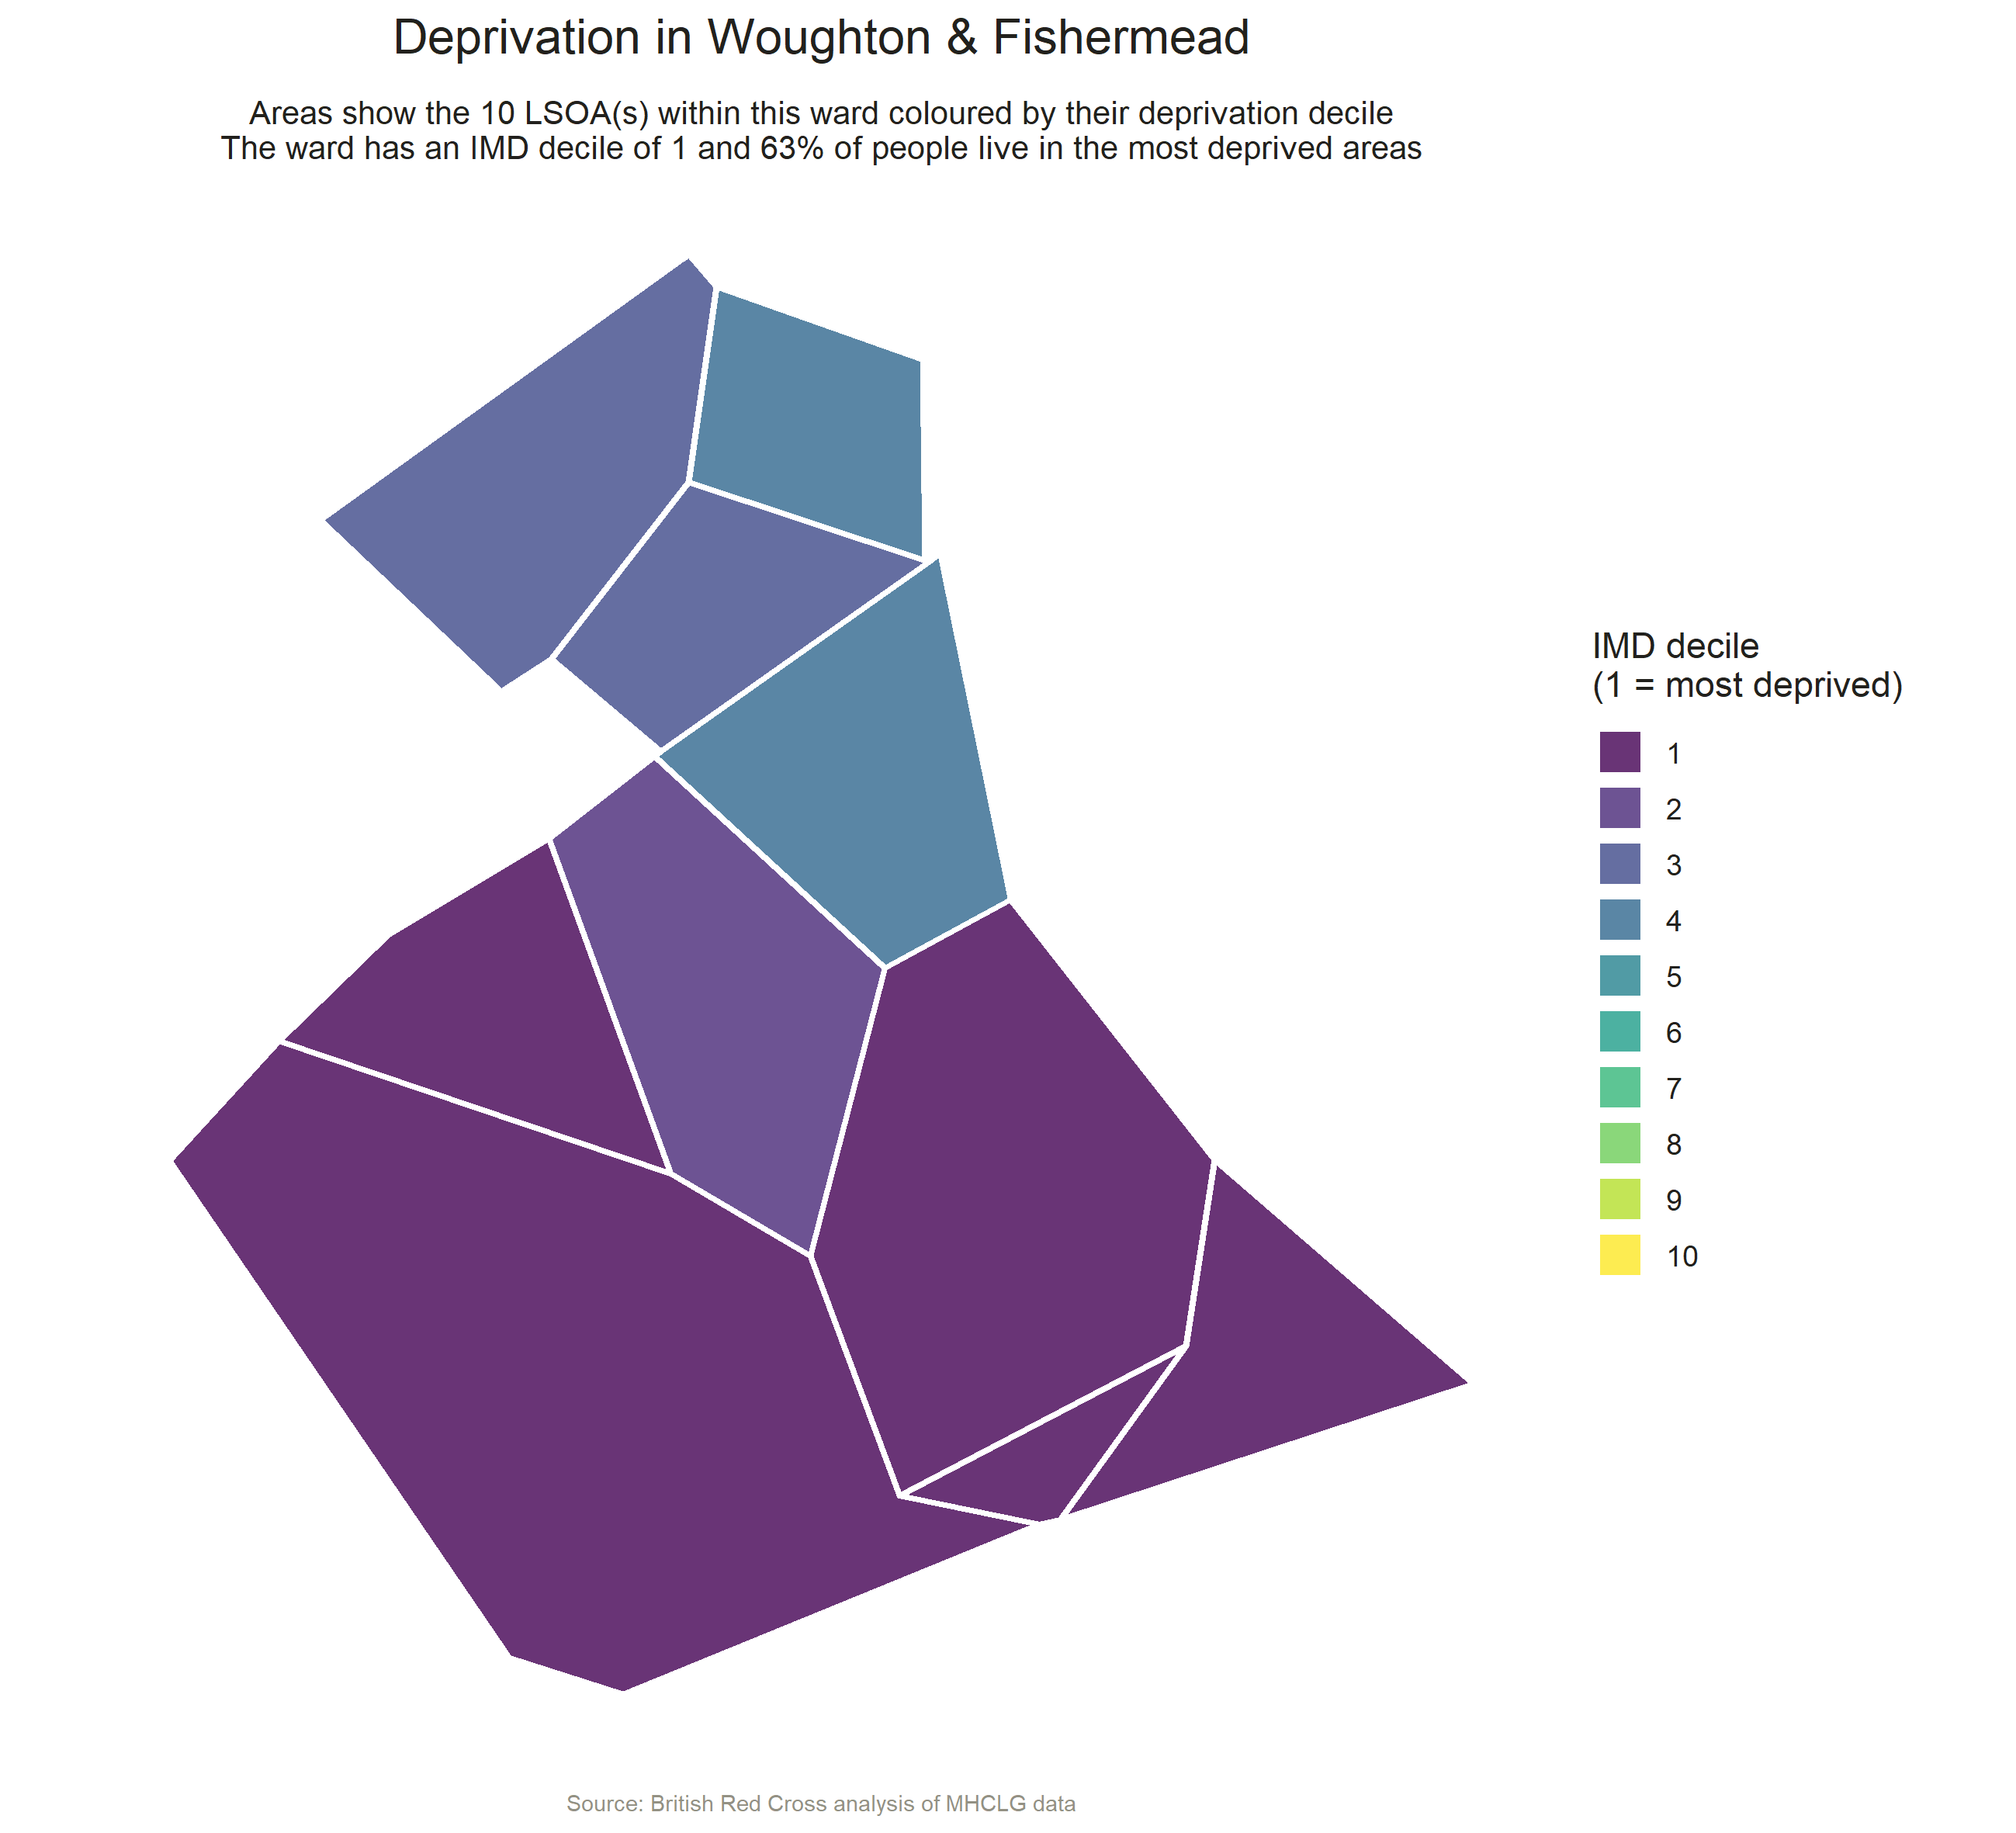 Deprivation in Woughton & Fishermead
Areas show the 10 LSOA(s) within this ward coloured by their deprivation decile
The ward has an IMD decile of 1 and 63% of people live in the most deprived areas
IMD decile
(1 = most deprived)
1
2
3
4
5
6
7
8
9
10
Source: British Red Cross analysis of MHCLG data